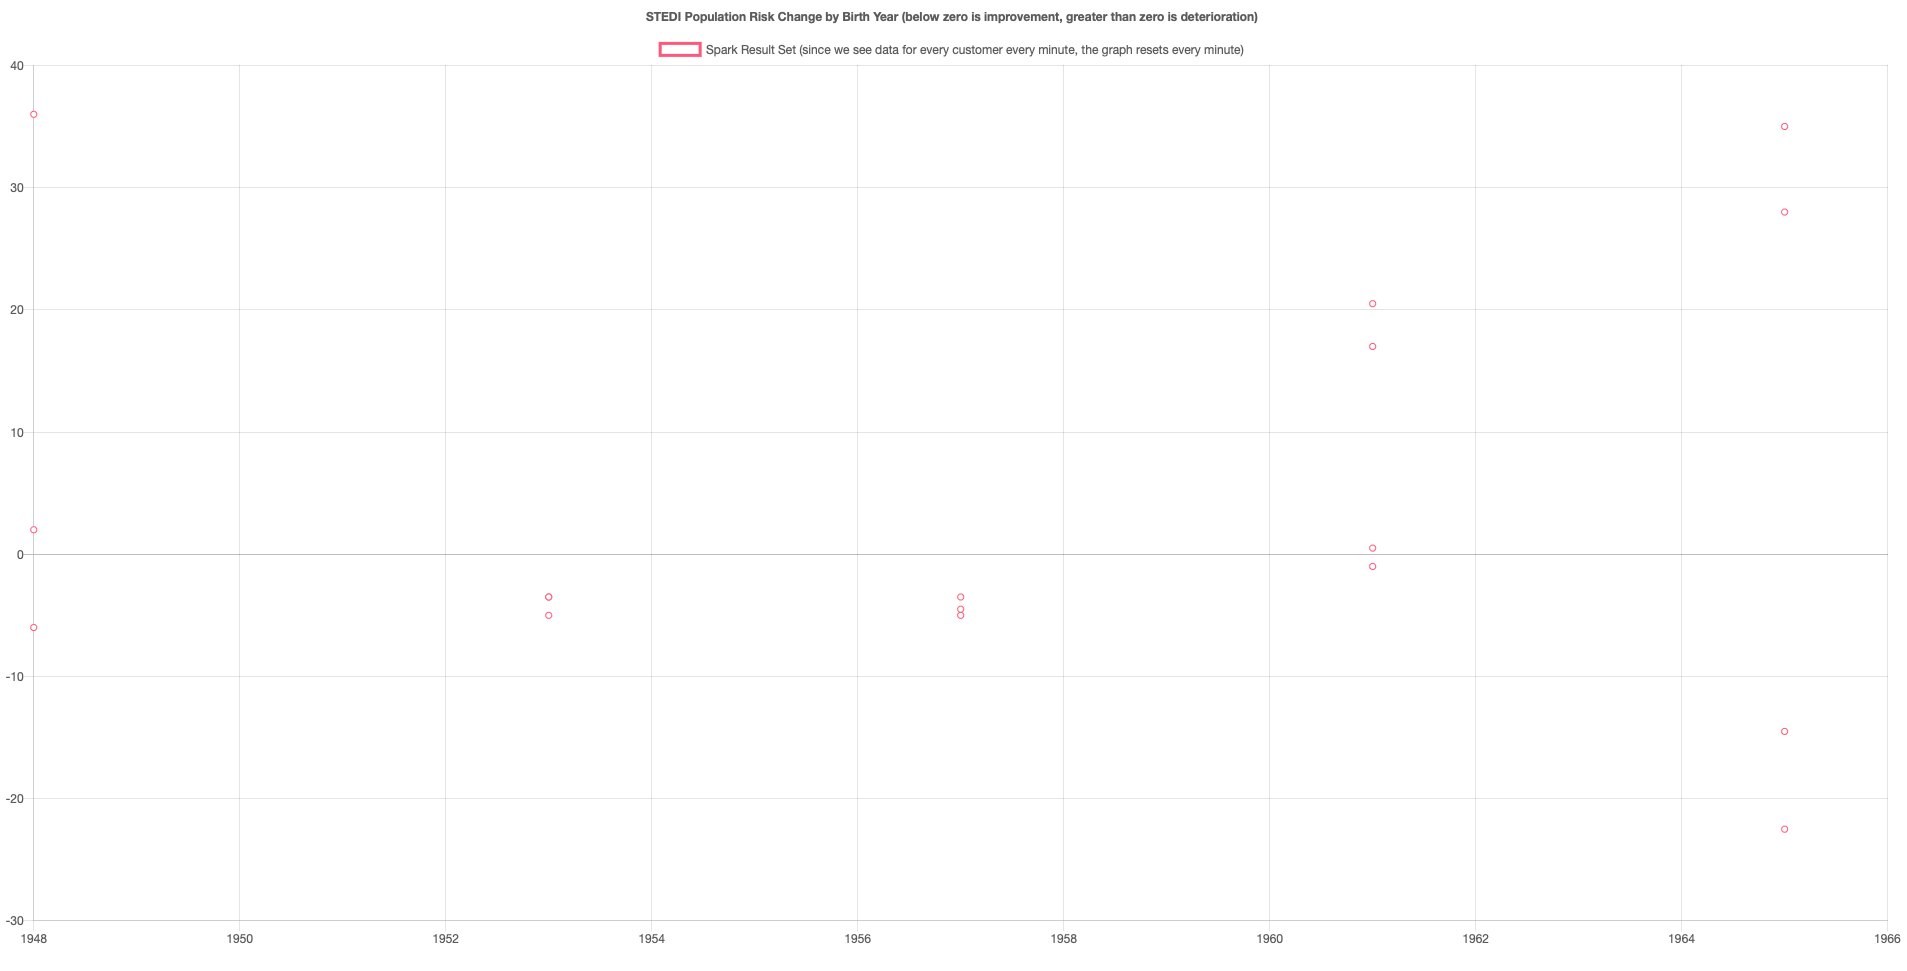 STEDI Population Risk Change by Birth Year (below zero is improvement, greater than zero is deterioration)
Spark Result Set (since we see data for every customer every minute, the graph resets every minute)
40
30
20
10
0
-10
-20
-30
1948 1950 1952 1954 1956 1958 1960 1962 1964 1966